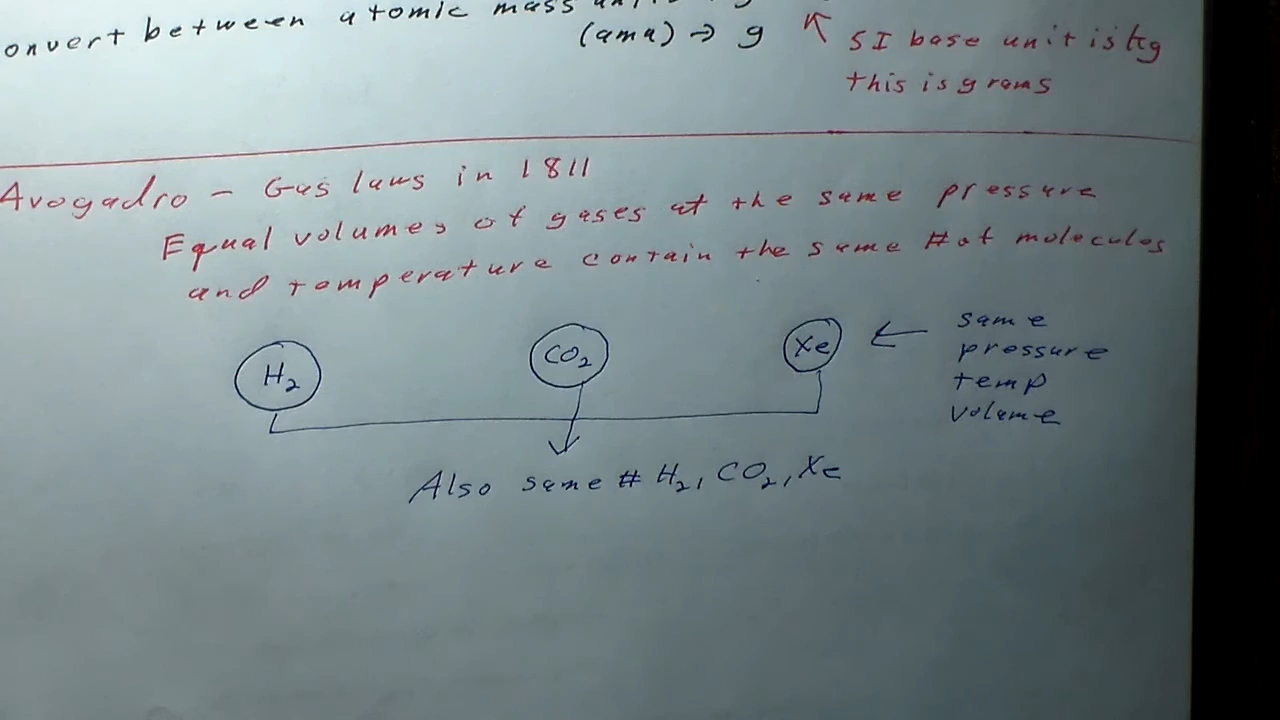 onvert between atomic mass
(amu) → g
SI base unit is kg
this is grams
Avogadro - Gas laws in 1811
Equal volumes of gases at the same pressure
and temperature contain the same # of molecules
H₂
CO₂
Xe
same
pressure
temp
volume
Also same # H₂, CO₂, Xe